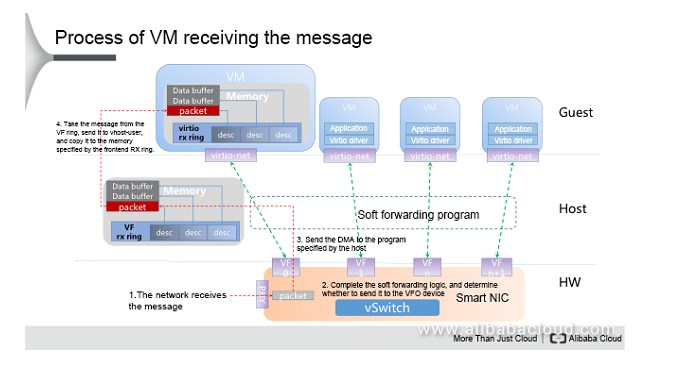 Process of VM receiving the message
VM
Data buffer
Memory
Data buffer
packet
virtio
rx ring
desc
desc
desc
virtio-net
4. Take the message from the
VF ring, send it to vhost-user,
and copy it to the memory
specified by the frontend RX ring.
VM
Application
Virtio driver
virtio-net
VM
Application
Virtio driver
virtio-net
VM
Application
Virtio driver
virtio-net
Guest
Data buffer
Memory
Data buffer
packet
VF
rx ring
desc
desc
desc
Soft forwarding program
Host
3. Send the DMA to the program
specified by the host
VF
0
VF
1
VF
n
VF
n+1
HW
1.The network receives
the message
packet
2. Complete the soft forwarding logic, and determine
whether to send it to the VF0 device
vSwitch
Smart NIC
www.alibabacloud.com
More Than Just Cloud |
Alibaba Cloud